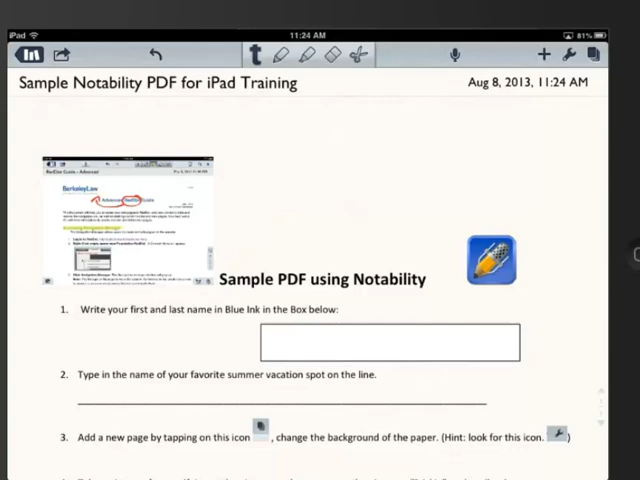 iPad 11:24 AM 81%
t
Sample Notability PDF for iPad Training Aug 8, 2013, 11:24 AM
BerkeleyLaw
Sample PDF using Notability
1. Write your first and last name in Blue Ink in the Box below:
2. Type in the name of your favorite summer vacation spot on the line.
3. Add a new page by tapping on this icon , change the background of the paper. (Hint: look for this icon. )